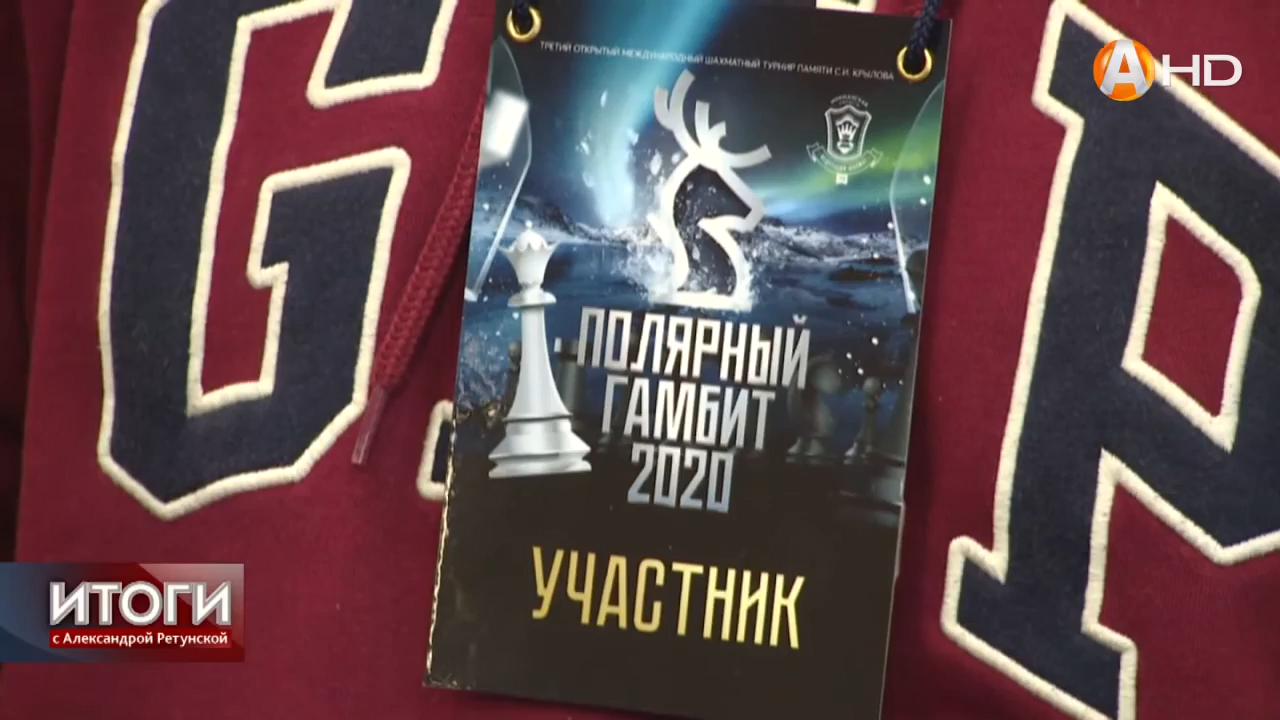 ТРЕТИЙ ОТКРЫТЫЙ МЕЖДУНАРОДНЫЙ ШАХМАТНЫЙ ТУРНИР ПАМЯТИ С.И. КРЫЛОВА
A HD
G
P
ПОЛЯРНЫЙ
ГАМБИТ
2020
УЧАСТНИК
ИТОГИ
с Александрой Ретунской